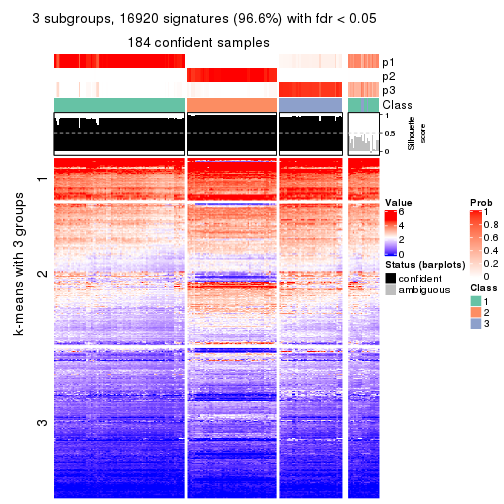 3 subgroups, 16920 signatures (96.6%) with fdr < 0.05
184 confident samples
p1
p2
p3
Class
1
0.5
0
Silhouette
score
k-means with 3 groups
1
2
3
Value
6
4
2
0
Status (barplots)
confident
ambiguous
Prob
1
0.8
0.6
0.4
0.2
0
Class
1
2
3